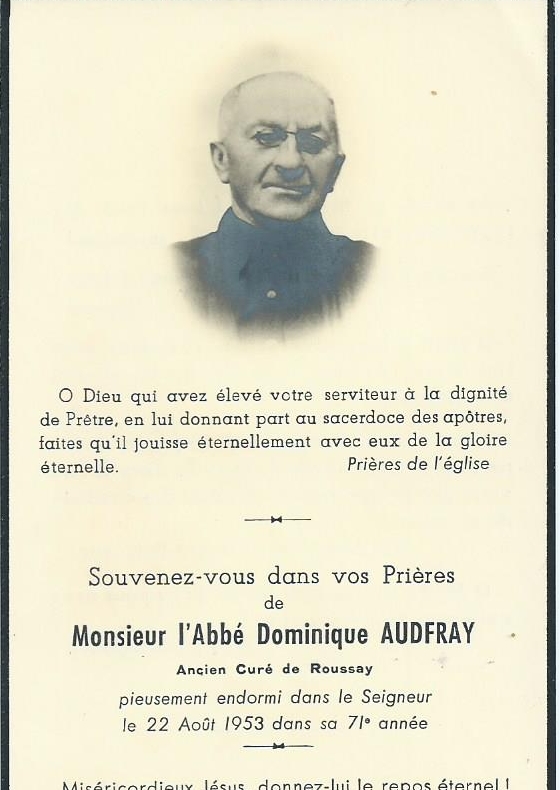 O Dieu qui avez élevé votre serviteur à la dignité
de Prêtre, en lui donnant part au sacerdoce des apôtres,
faites qu'il jouisse éternellement avec eux de la gloire
éternelle. Prières de l'église
Souvenez-vous dans vos Prières
de
Monsieur l'Abbé Dominique AUDFRAY
Ancien Curé de Roussay
pieusement endormi dans le Seigneur
le 22 Août 1953 dans sa 71e année
Miséricordieux Jésus, donnez-lui le repos éternel !